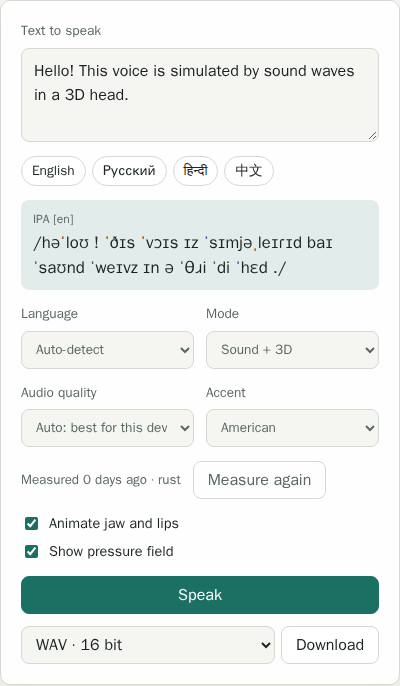 Text to speak
Hello! This voice is simulated by sound waves
in a 3D head.
English Русский हिन्दी 中文
IPA [en]
/həˈloʊ ! ˈðɪs ˈvɔɪs ɪz ˈsɪmjəˌleɪɾɪd baɪ
ˈsaʊnd ˈweɪvz ɪn ə ˈθɹi ˈdi ˈhɛd ./
Language Mode
Auto-detect Sound + 3D
Audio quality Accent
Auto: best for this dev American
Measured 0 days ago · rust Measure again
Animate jaw and lips
Show pressure field
Speak
WAV · 16 bit Download